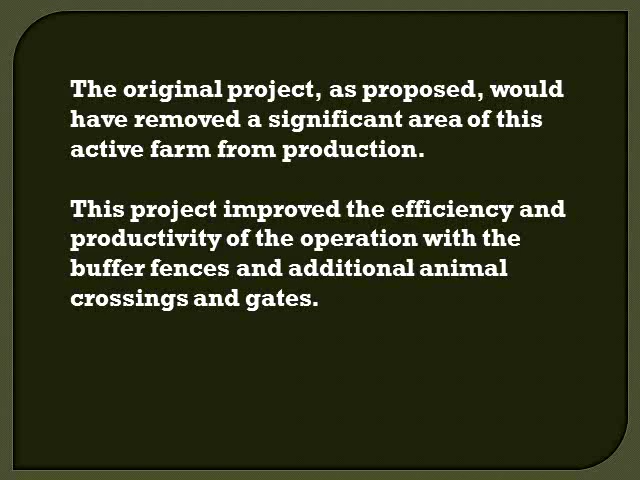 The original project, as proposed, would
have removed a significant area of this
active farm from production.
This project improved the efficiency and
productivity of the operation with the
buffer fences and additional animal
crossings and gates.